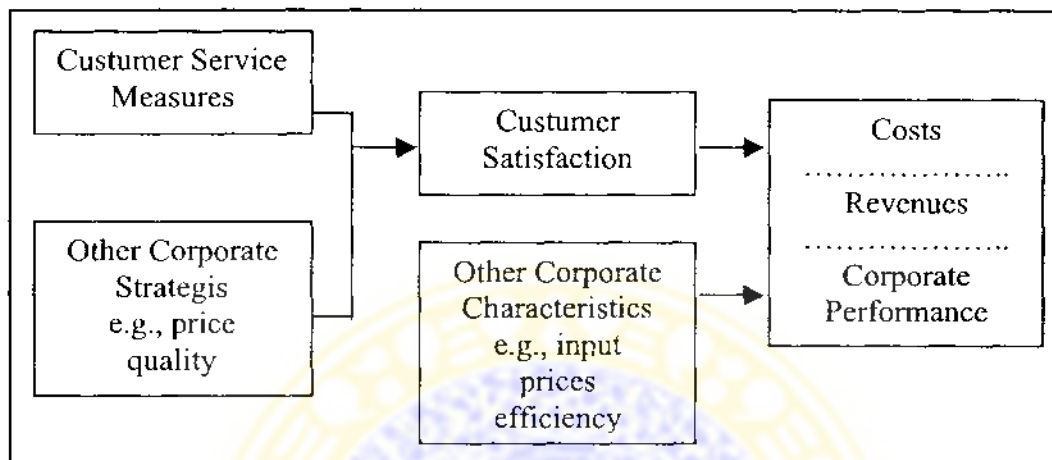 Custumer Service
Measures
Other Corporate
Strategis
e.g., price
quality
Custumer
Satisfaction
Other Corporate
Characteristics
e.g., input
prices
efficiency
Costs
Revenues
Corporate
Performance